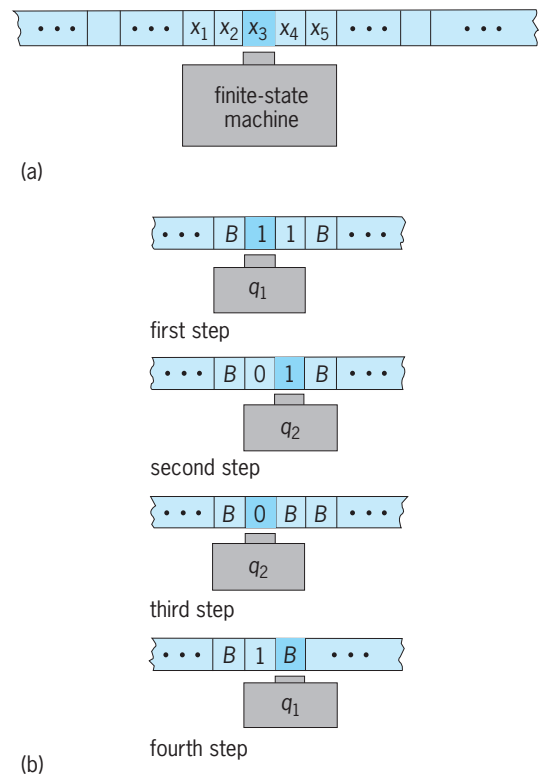 • • • • • • x₁ x₂ x₃ x₄ x₅ • • • • • •
finite-state
machine
(a)
• • • B 1 1 B • • •
q₁
first step
• • • B 0 1 B • • •
q₂
second step
• • • B 0 B B • • •
q₂
third step
• • • B 1 B • • •
q₁
fourth step
(b)